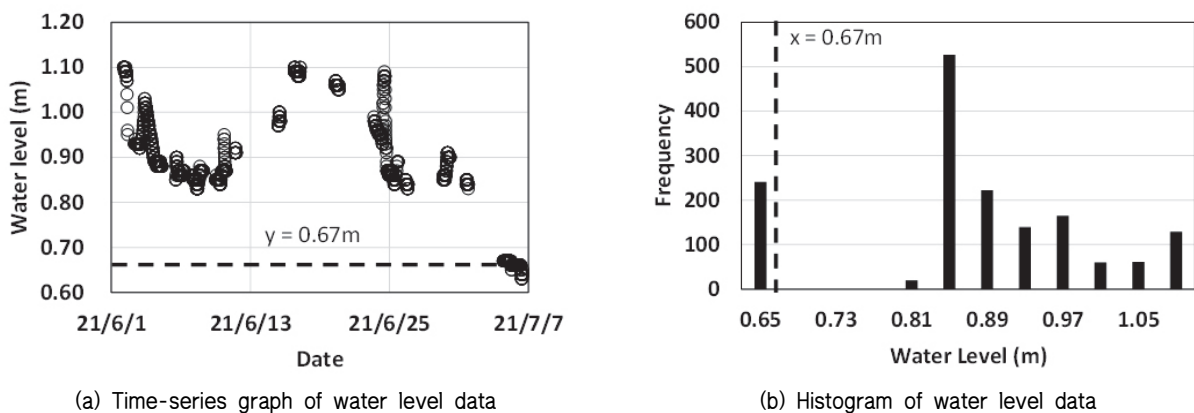 1.20
1.10
1.00
0.90
0.80
0.70
0.60
Water level (m)
y = 0.67m
21/6/1 21/6/13 21/6/25 21/7/7
Date
(a) Time-series graph of water level data
600
500
400
300
200
100
0
Frequency
x = 0.67m
0.65 0.73 0.81 0.89 0.97 1.05
Water Level (m)
(b) Histogram of water level data